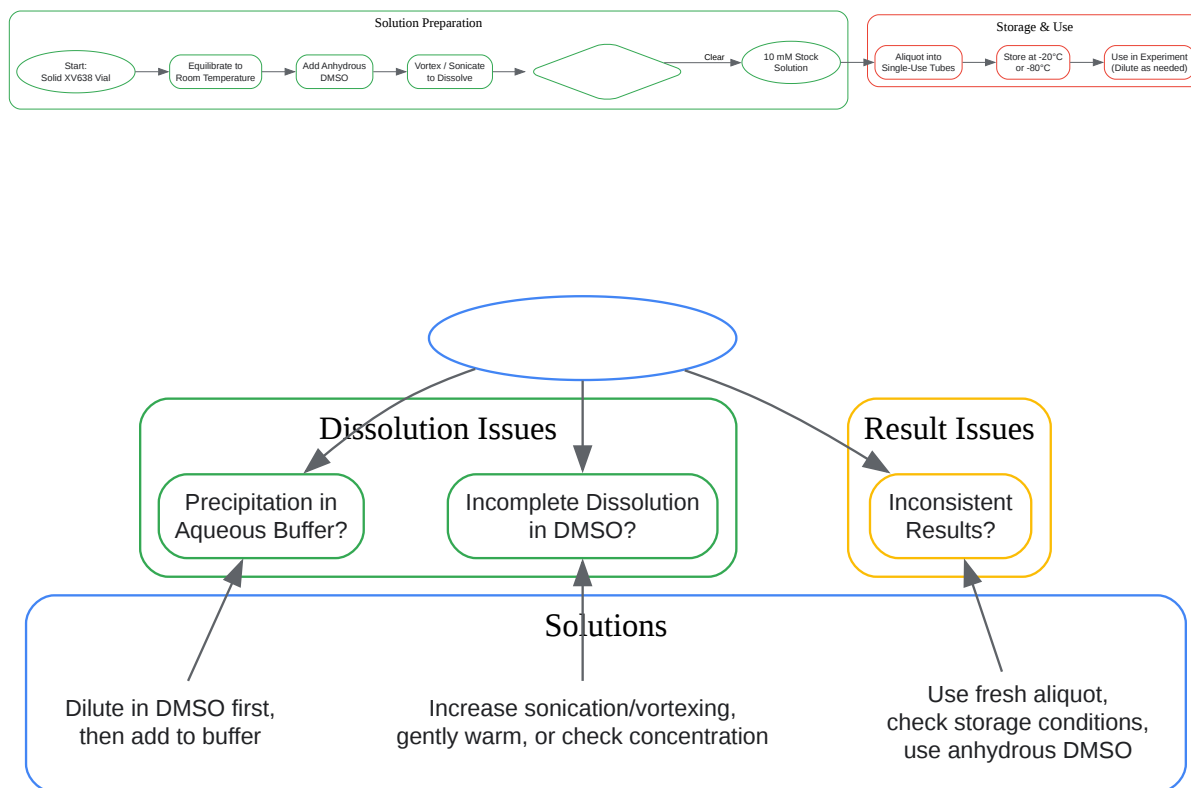 Solution Preparation
Storage & Use
Start:
Solid XV638 Vial
Equilibrate to
Room Temperature
Add Anhydrous
DMSO
Vortex / Sonicate
to Dissolve
Clear
10 mM Stock
Solution
Aliquot into
Single-Use Tubes
Store at -20°C
or -80°C
Use in Experiment
(Dilute as needed)
Dissolution Issues
Result Issues
Precipitation in
Aqueous Buffer?
Incomplete Dissolution
in DMSO?
Inconsistent
Results?
Solutions
Dilute in DMSO first,
then add to buffer
Increase sonication/vortexing,
gently warm, or check concentration
Use fresh aliquot,
check storage conditions,
use anhydrous DMSO